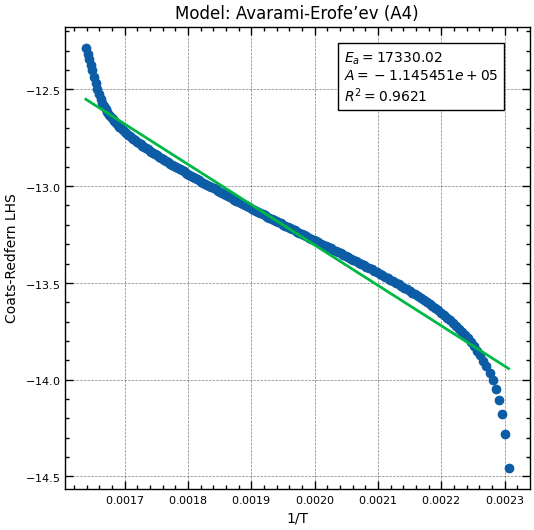 Model: Avarami-Erofe’ev (A4)
Eₐ = 17330.02
A = −1.145451e + 05
R² = 0.9621
Coats-Redfern LHS
−12.5
−13.0
−13.5
−14.0
−14.5
0.0017 0.0018 0.0019 0.0020 0.0021 0.0022 0.0023
1/T